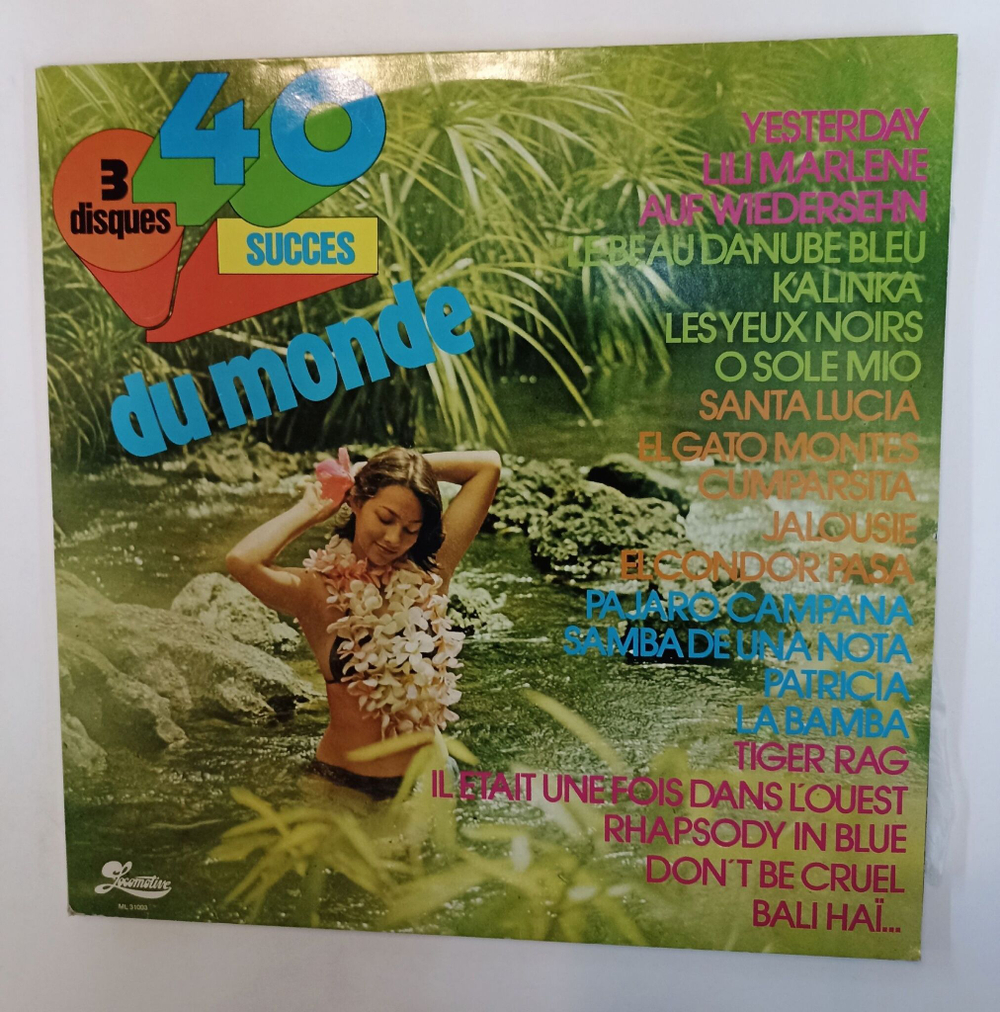 40
3
disques
SUCCES
du monde
YESTERDAY
LILI MARLENE
AUF WIEDERSEHN
LE BEAU DANUBE BLEU
KALINKA
LES YEUX NOIRS
O SOLE MIO
SANTA LUCIA
EL GATO MONTES
CUMPARSITA
JALOUSIE
EL CONDOR PASA
PAJARO CAMPANA
SAMBA DE UNA NOTA
PATRICIA
LA BAMBA
TIGER RAG
IL ETAIT UNE FOIS DANS L'OUEST
RHAPSODY IN BLUE
DON'T BE CRUEL
BALI HAÏ...
Locomotive
ML 31003